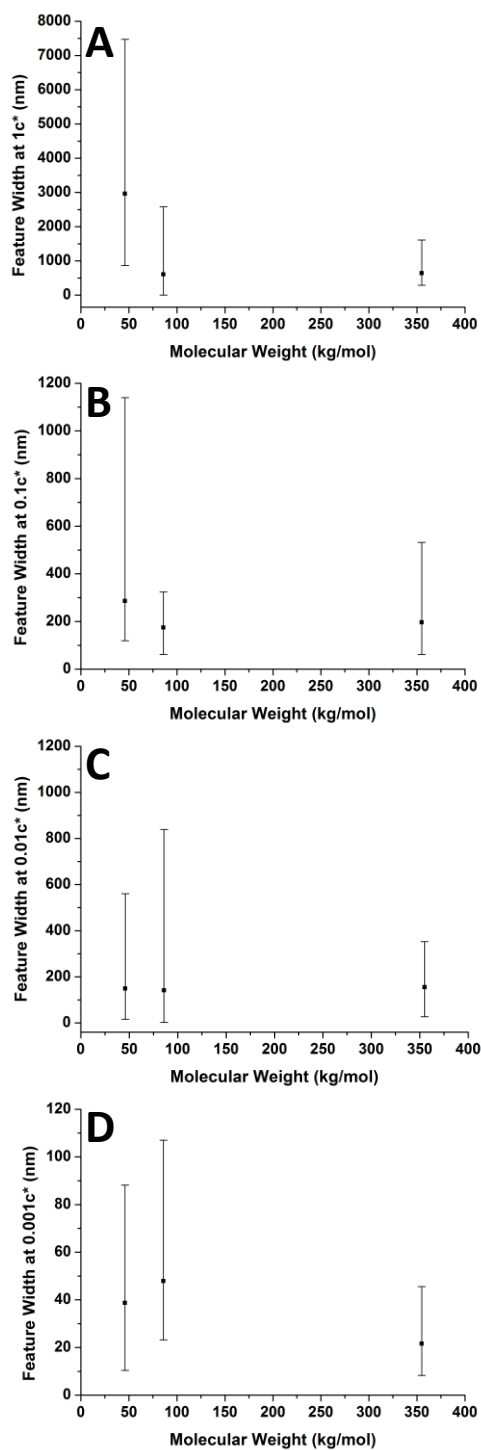 A
8000
7000
6000
5000
4000
3000
2000
1000
0
Feature Width at 1c* (nm)
0 50 100 150 200 250 300 350 400
Molecular Weight (kg/mol)
B
1200
1000
800
600
400
200
0
Feature Width at 0.1c* (nm)
0 50 100 150 200 250 300 350 400
Molecular Weight (kg/mol)
C
1200
1000
800
600
400
200
0
Feature Width at 0.01c* (nm)
0 50 100 150 200 250 300 350 400
Molecular Weight (kg/mol)
D
120
100
80
60
40
20
0
Feature Width at 0.001c* (nm)
0 50 100 150 200 250 300 350 400
Molecular Weight (kg/mol)